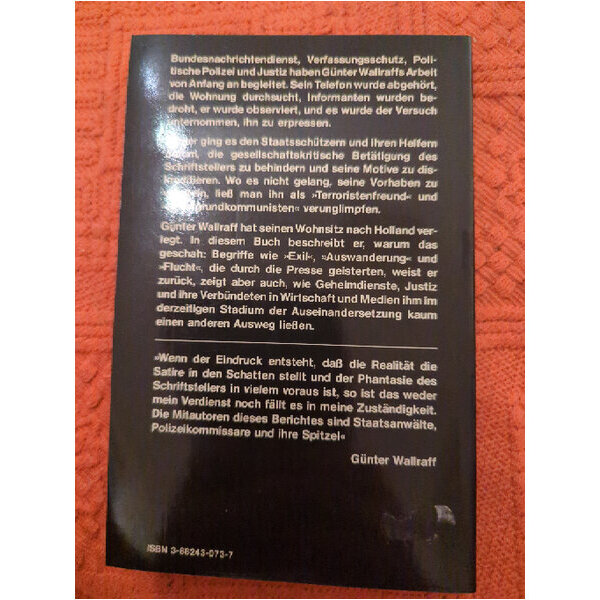 Bundesnachrichtendienst, Verfassungsschutz, Poli-
tische Polizei und Justiz haben Günter Wallraffs Arbeit
von Anfang an begleitet. Sein Telefon wurde abgehört,
die Wohnung durchsucht, Informanten wurden be-
droht, er wurde observiert, und es wurde der Versuch
unternommen, ihn zu erpressen.
ging es den Staatsschützern und ihren Helfern
die gesellschaftskritische Betätigung des
Schriftstellers zu behindern und seine Motive zu dis-
kreditieren. Wo es nicht gelang, seine Vorhaben zu
ließ man ihn als »Terroristenfreund« und
verunglimpfen.
Günter Wallraff hat seinen Wohnsitz nach Holland ver-
legt. In diesem Buch beschreibt er, warum das
geschah: Begriffe wie »Exil«, »Auswanderung« und
»Flucht«, die durch die Presse geisterten, weist er
zurück, zeigt aber auch, wie Geheimdienste, Justiz
und ihre Verbündeten in Wirtschaft und Medien ihm im
derzeitigen Stadium der Auseinandersetzung kaum
einen anderen Ausweg ließen.
»Wenn der Eindruck entsteht, daß die Realität die
Satire in den Schatten stellt und der Phantasie des
Schriftstellers in vielem voraus ist, so ist das weder
mein Verdienst noch fällt es in meine Zuständigkeit.
Die Mitautoren dieses Berichtes sind Staatsanwälte,
Polizeikommissare und ihre Spitzel«
Günter Wallraff
ISBN 3-88243-073-7